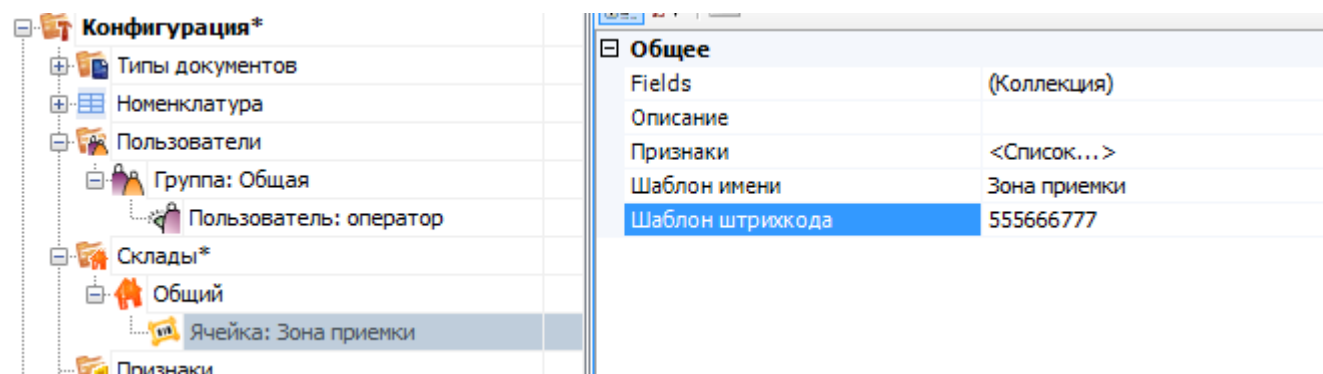 Конфигурация*
Типы документов
Номенклатура
Пользователи
Группа: Общая
Пользователь: оператор
Склады*
Общий
Ячейка: Зона приемки
Признаки
Общее
Fields (Коллекция)
Описание
Признаки <Список...>
Шаблон имени Зона приемки
Шаблон штрихкода 555666777